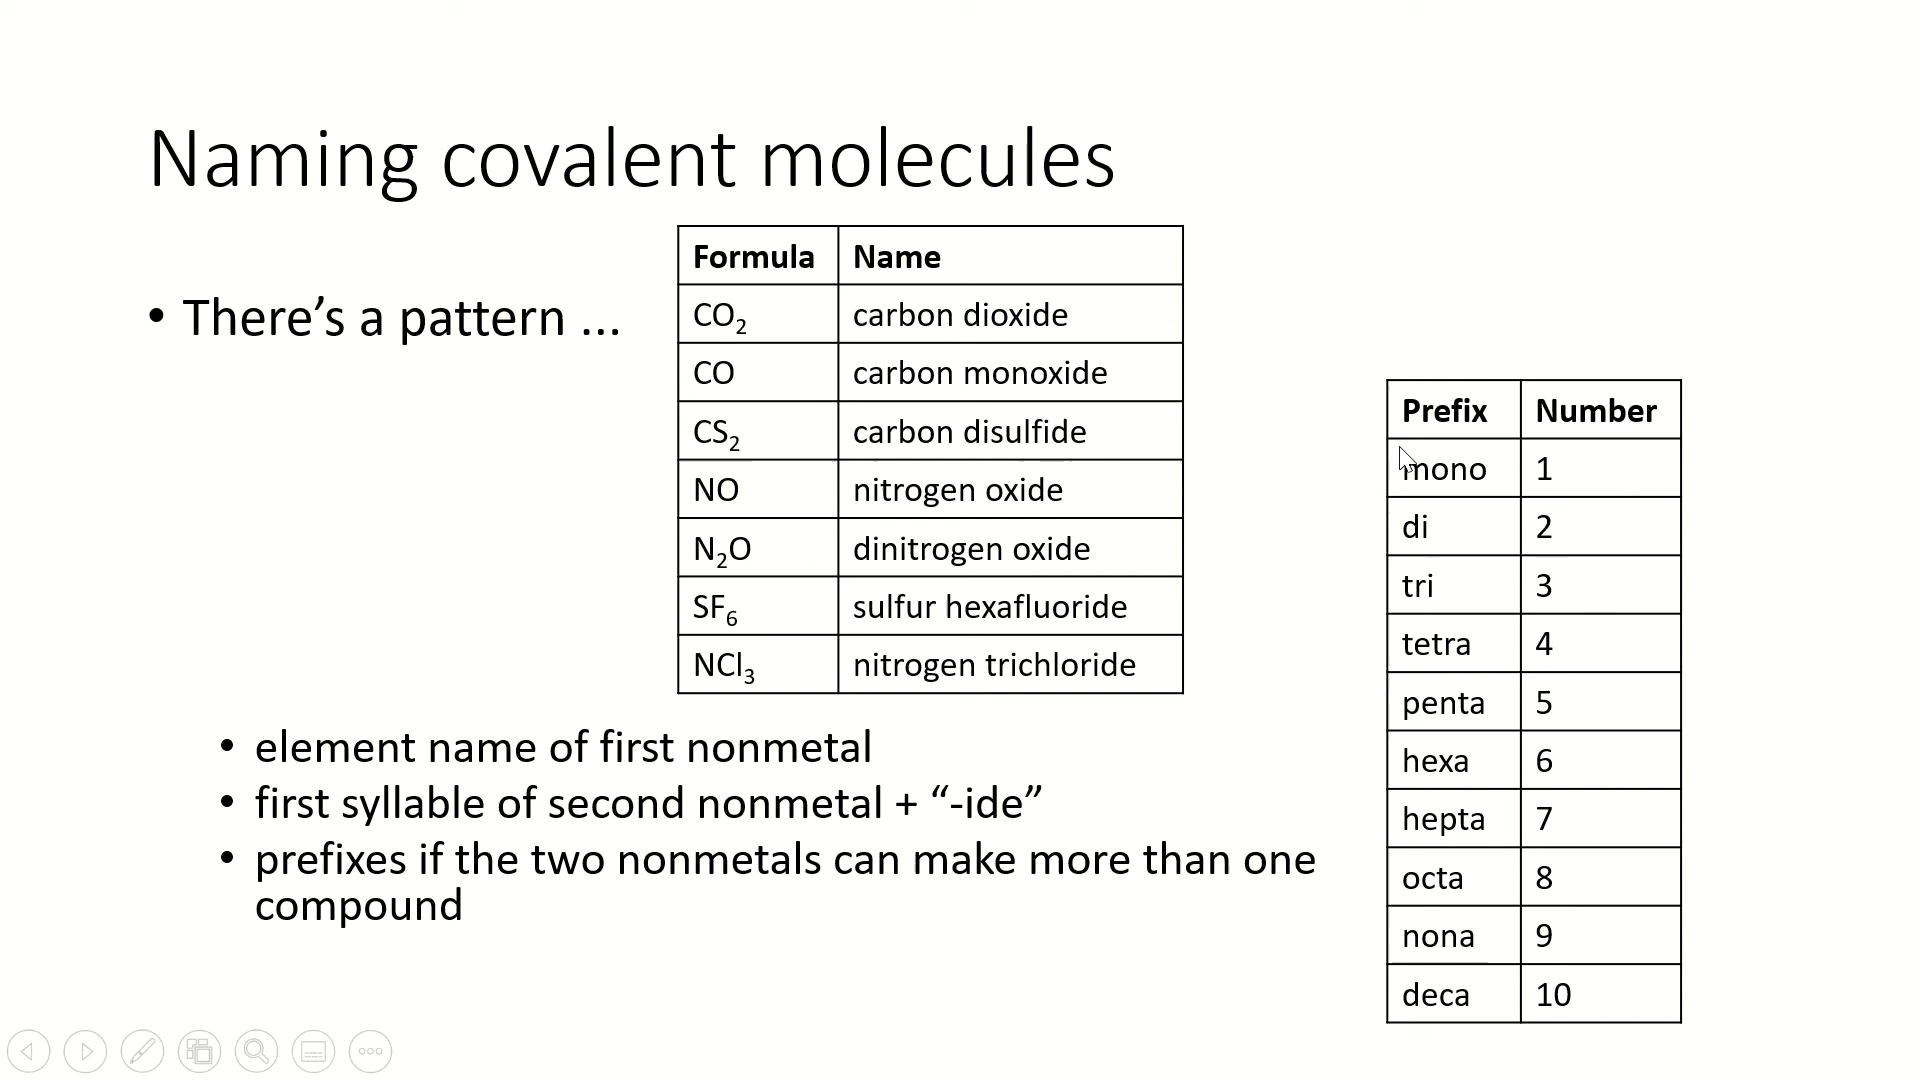 Naming covalent molecules
• There’s a pattern ...
Formula Name
CO₂ carbon dioxide
CO carbon monoxide
CS₂ carbon disulfide
NO nitrogen oxide
N₂O dinitrogen oxide
SF₆ sulfur hexafluoride
NCl₃ nitrogen trichloride
• element name of first nonmetal
• first syllable of second nonmetal + “-ide”
• prefixes if the two nonmetals can make more than one
compound
Prefix Number
mono 1
di 2
tri 3
tetra 4
penta 5
hexa 6
hepta 7
octa 8
nona 9
deca 10